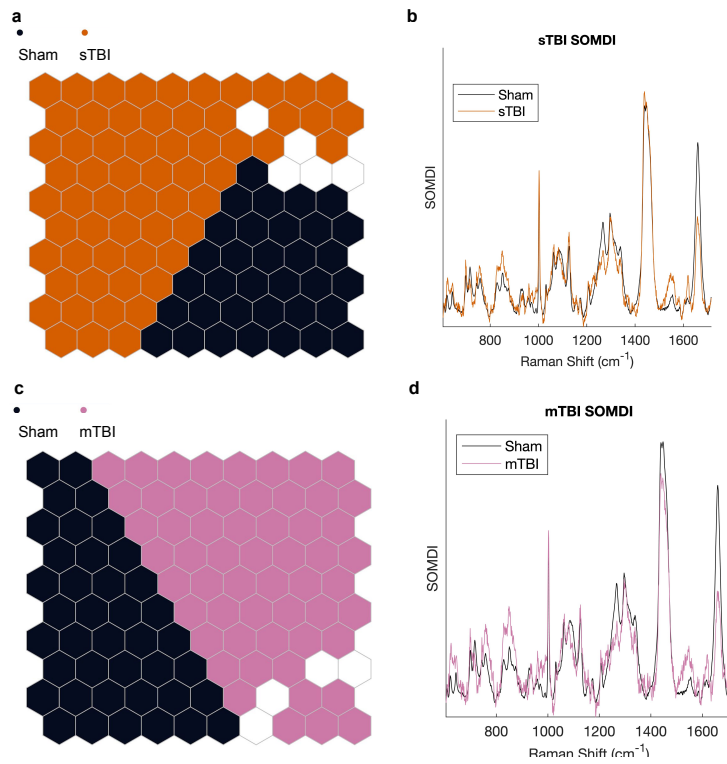 a
Sham sTBI
b
sTBI SOMDI
Sham
sTBI
SOMDI
800 1000 1200 1400 1600
Raman Shift (cm-1)
c
Sham mTBI
d
mTBI SOMDI
Sham
mTBI
SOMDI
800 1000 1200 1400 1600
Raman Shift (cm-1)